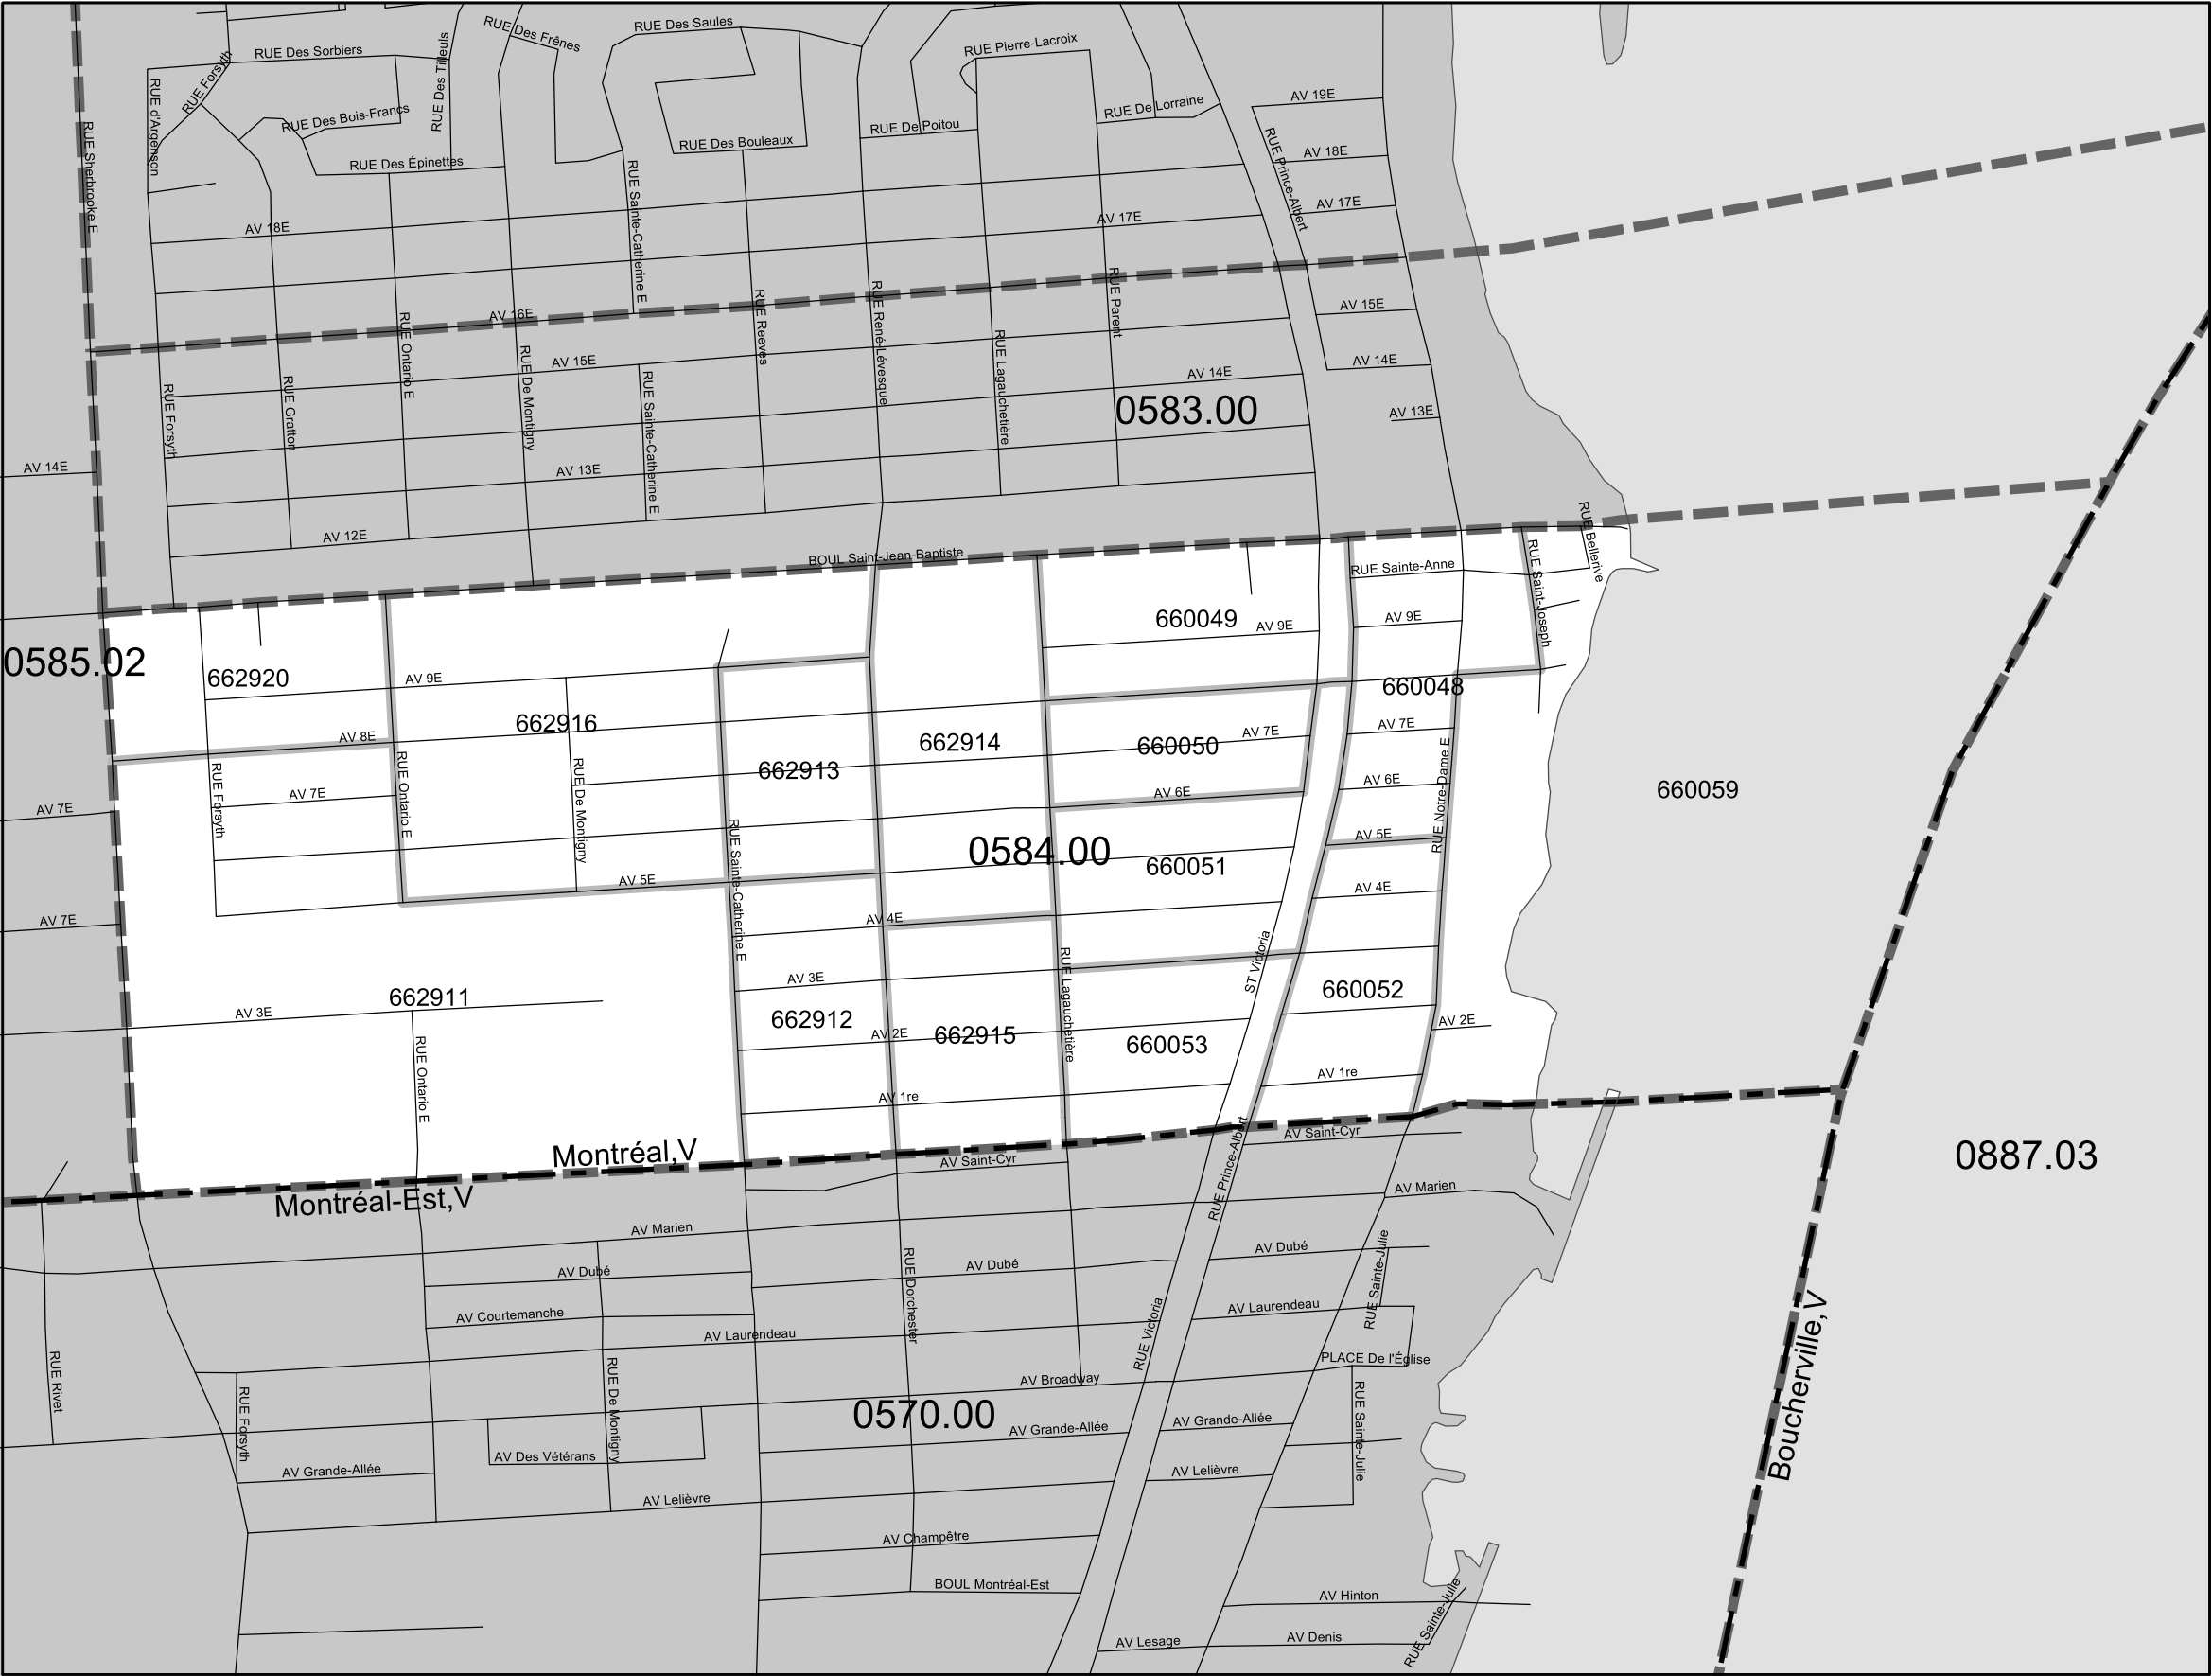 RUE Des Saules
RUE Des Frênes
RUE Pierre-Lacroix
RUE Des Sorbiers
RUE Forsyth
RUE Des Tilleuls
RUE d'Argenson
AV 19E
RUE De Lorraine
RUE Des Bois-Francs
RUE De Poitou
RUE Des Bouleaux
RUE Sherbrooke E
RUE Prince-Albert
AV 18E
RUE Des Épinettes
RUE Sainte-Catherine E
AV 17E
AV 17E
AV 18E
RUE Parent
AV 15E
AV 16E
RUE Ontario E
RUE Reeves
RUE René-Lévesque
RUE Lagauchetière
AV 15E
RUE De Montigny
AV 14E
AV 14E
RUE Forsyth
RUE Gratton
RUE Sainte-Catherine E
0583.00
AV 13E
AV 14E
AV 13E
AV 12E
BOUL Saint-Jean-Baptiste
RUE Bellerive
RUE Saint-Joseph
RUE Sainte-Anne
660049
AV 9E
AV 9E
0585.02
662920
AV 9E
660048
662916
AV 7E
AV 8E
662914
660050
AV 7E
662913
RUE Forsyth
RUE Ontario E
RUE De Montigny
AV 6E
RUE Notre-Dame E
660059
AV 7E
AV 6E
AV 7E
RUE Sainte-Catherine E
AV 5E
0584.00
660051
AV 5E
AV 4E
AV 7E
AV 4E
RUE Lagauchetière
ST Victoria
AV 3E
662911
660052
AV 3E
662912
AV 2E
662915
AV 2E
660053
RUE Ontario E
AV 1re
AV 1re
RUE Prince-Albert
Montréal,V
AV Saint-Cyr
AV Saint-Cyr
0887.03
Montréal-Est,V
AV Marien
AV Marien
RUE Dorchester
AV Dubé
AV Dubé
AV Dubé
RUE Sainte-Julie
Boucherville,V
AV Courtemanche
AV Laurendeau
AV Laurendeau
RUE Victoria
RUE Rivet
PLACE De l'Église
RUE Forsyth
RUE De Montigny
AV Broadway
RUE Sainte-Julie
0570.00
AV Grande-Allée
AV Grande-Allée
AV Des Vétérans
AV Grande-Allée
AV Lelièvre
AV Lelièvre
AV Champêtre
BOUL Montréal-Est
AV Hinton
RUE Sainte-Julie
AV Lesage
AV Denis